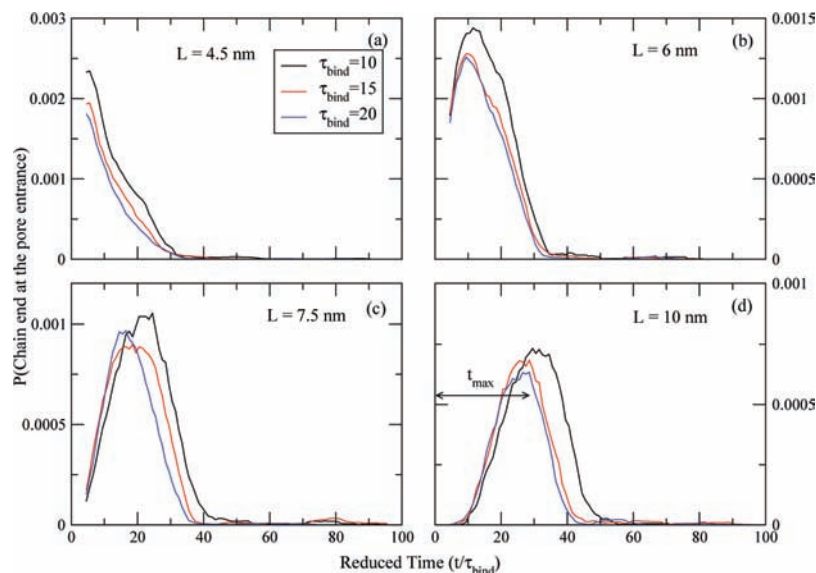 0.003
0.002
0.001
0
L = 4.5 nm
(a)
τbind=10
τbind=15
τbind=20
L = 6 nm
(b)
0.0015
0.001
0.0005
0
P(Chain end at the pore entrance)
0.001
0.0005
0
(c)
L = 7.5 nm
0 20 40 60 80 100
(d)
L = 10 nm
tmax
0.001
0.0005
0
0 20 40 60 80 100
Reduced Time (t/τbind)